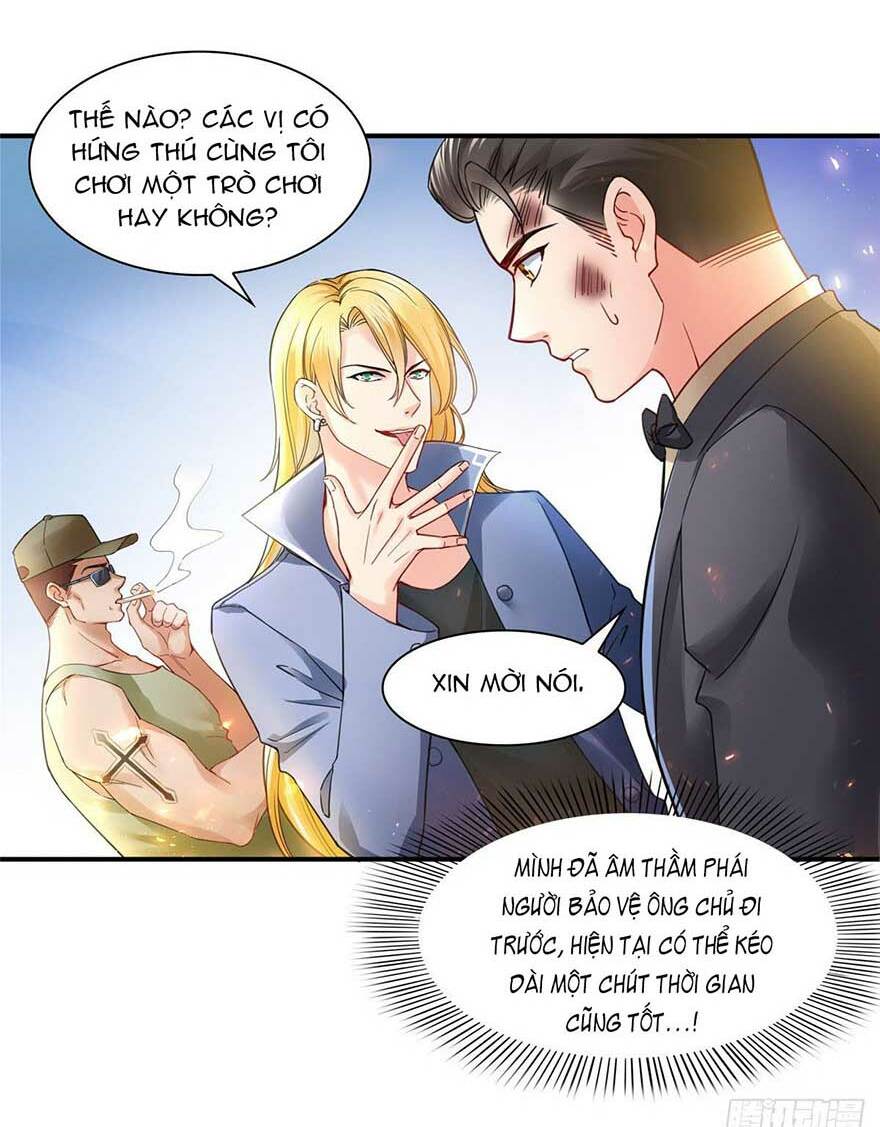 THẾ NÀO? CÁC VỊ CÓ
HỨNG THÚ CÙNG TÔI
CHƠI MỘT TRÒ CHƠI
HAY KHÔNG?
XIN MỜI NÓI.
MÌNH ĐÃ ÂM THẦM PHÁI
NGƯỜI BẢO VỆ ÔNG CHỦ ĐI
TRƯỚC, HIỆN TẠI CÓ THỂ KÉO
DÀI MỘT CHÚT THỜI GIAN
CŨNG TỐT...!